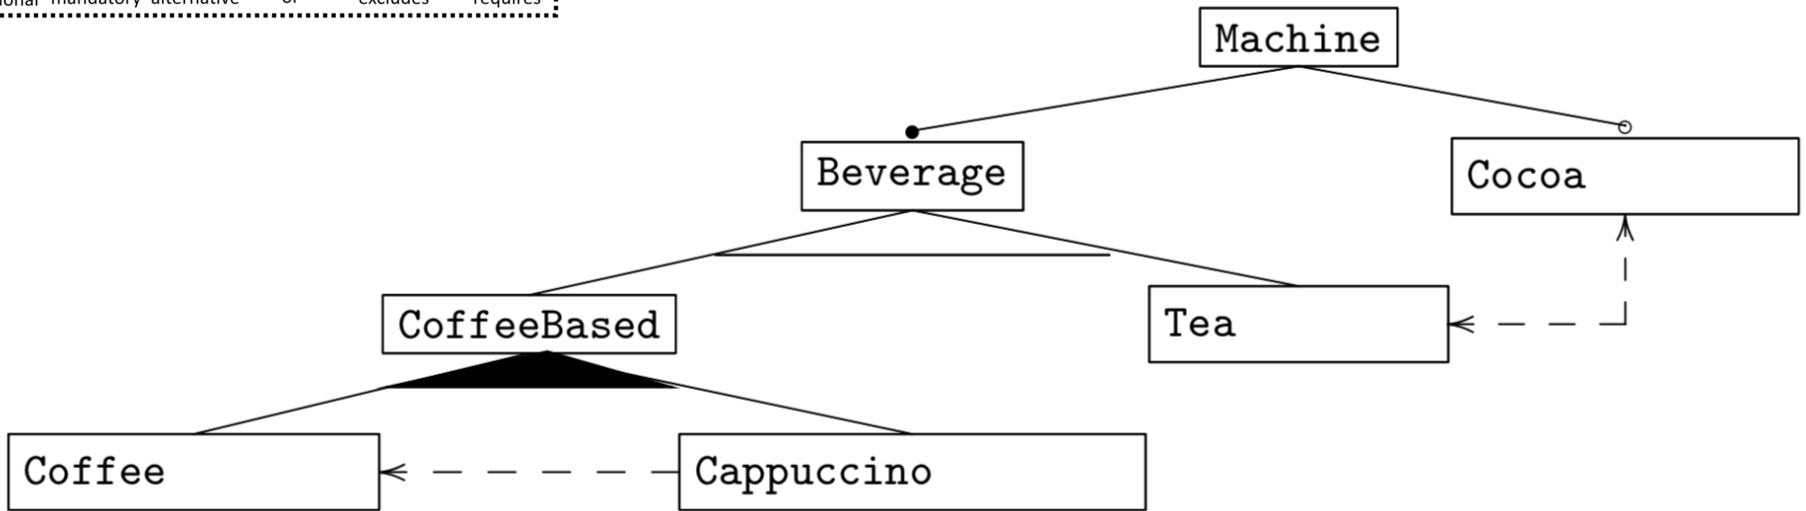 mandatory alternative or excludes requires
Machine
Beverage
Cocoa
CoffeeBased
Tea
Coffee
Cappuccino